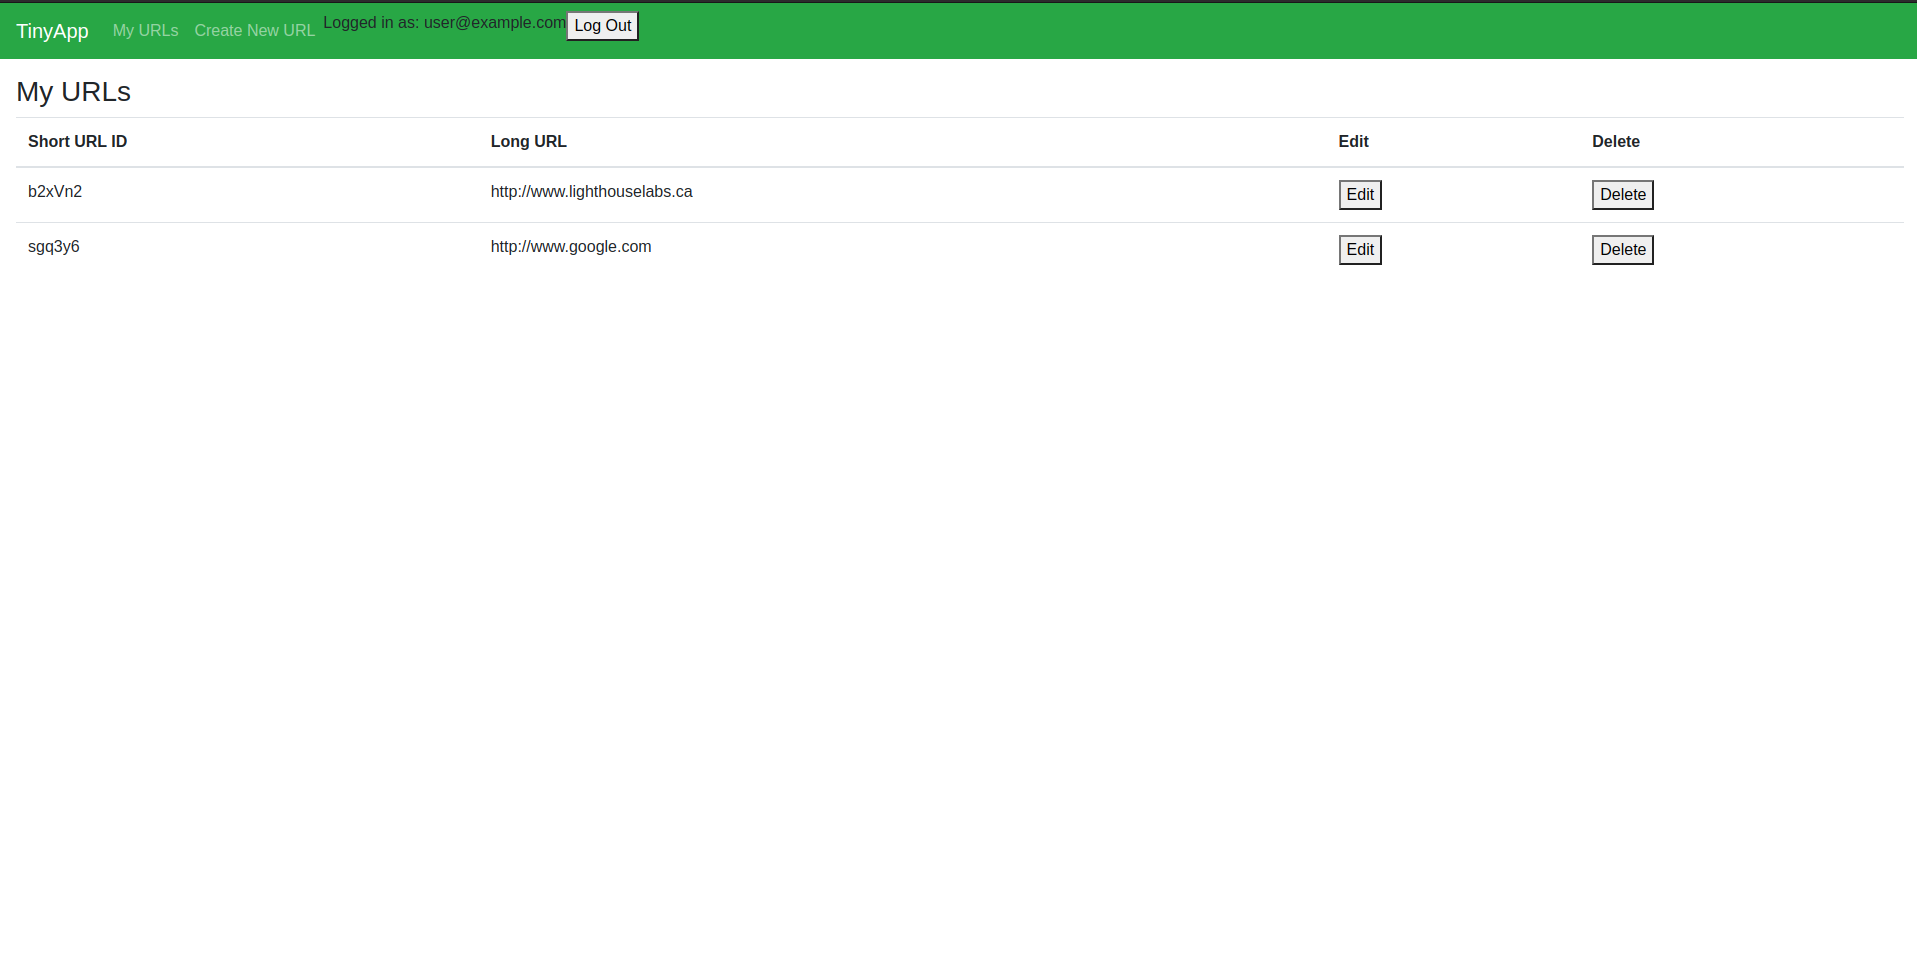 TinyApp My URLs Create New URL Logged in as: user@example.com Log Out
My URLs
Short URL ID Long URL Edit Delete
b2xVn2 http://www.lighthouselabs.ca Edit Delete
sgq3y6 http://www.google.com Edit Delete